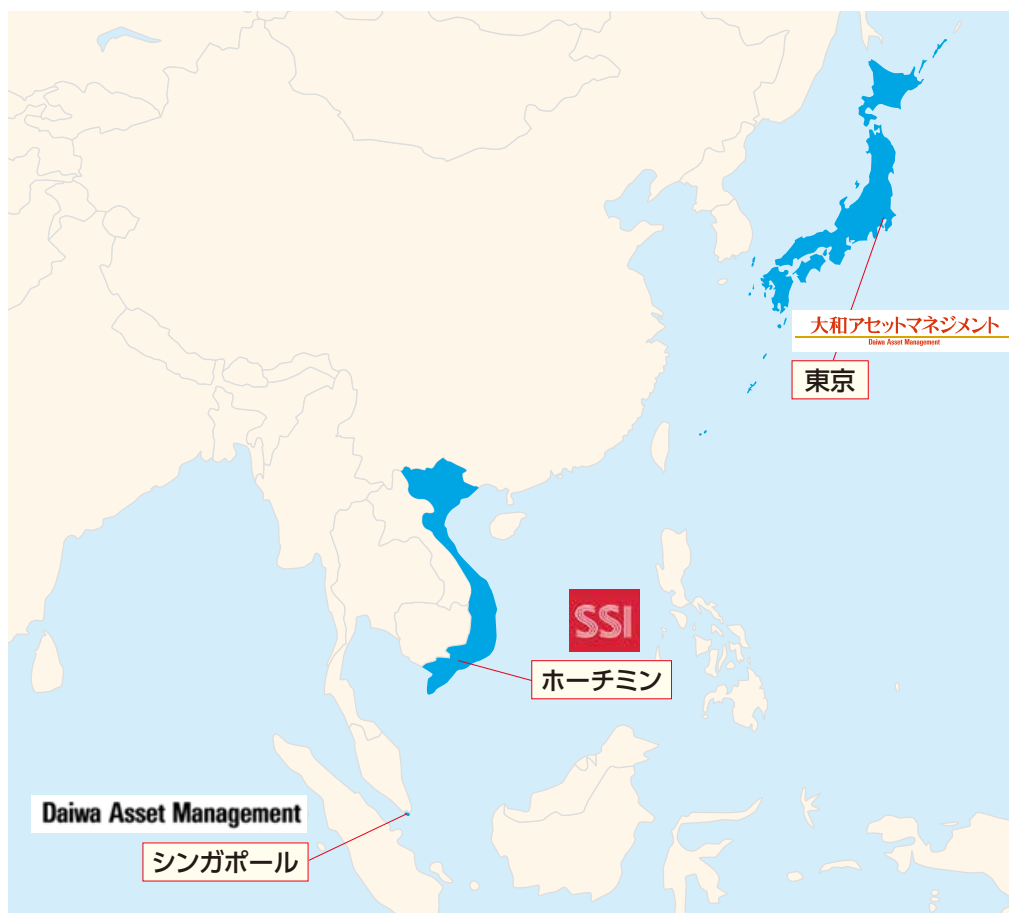 大和アセットマネジメント
Daiwa Asset Management
東京
SSI
ホーチミン
Daiwa Asset Management
シンガポール